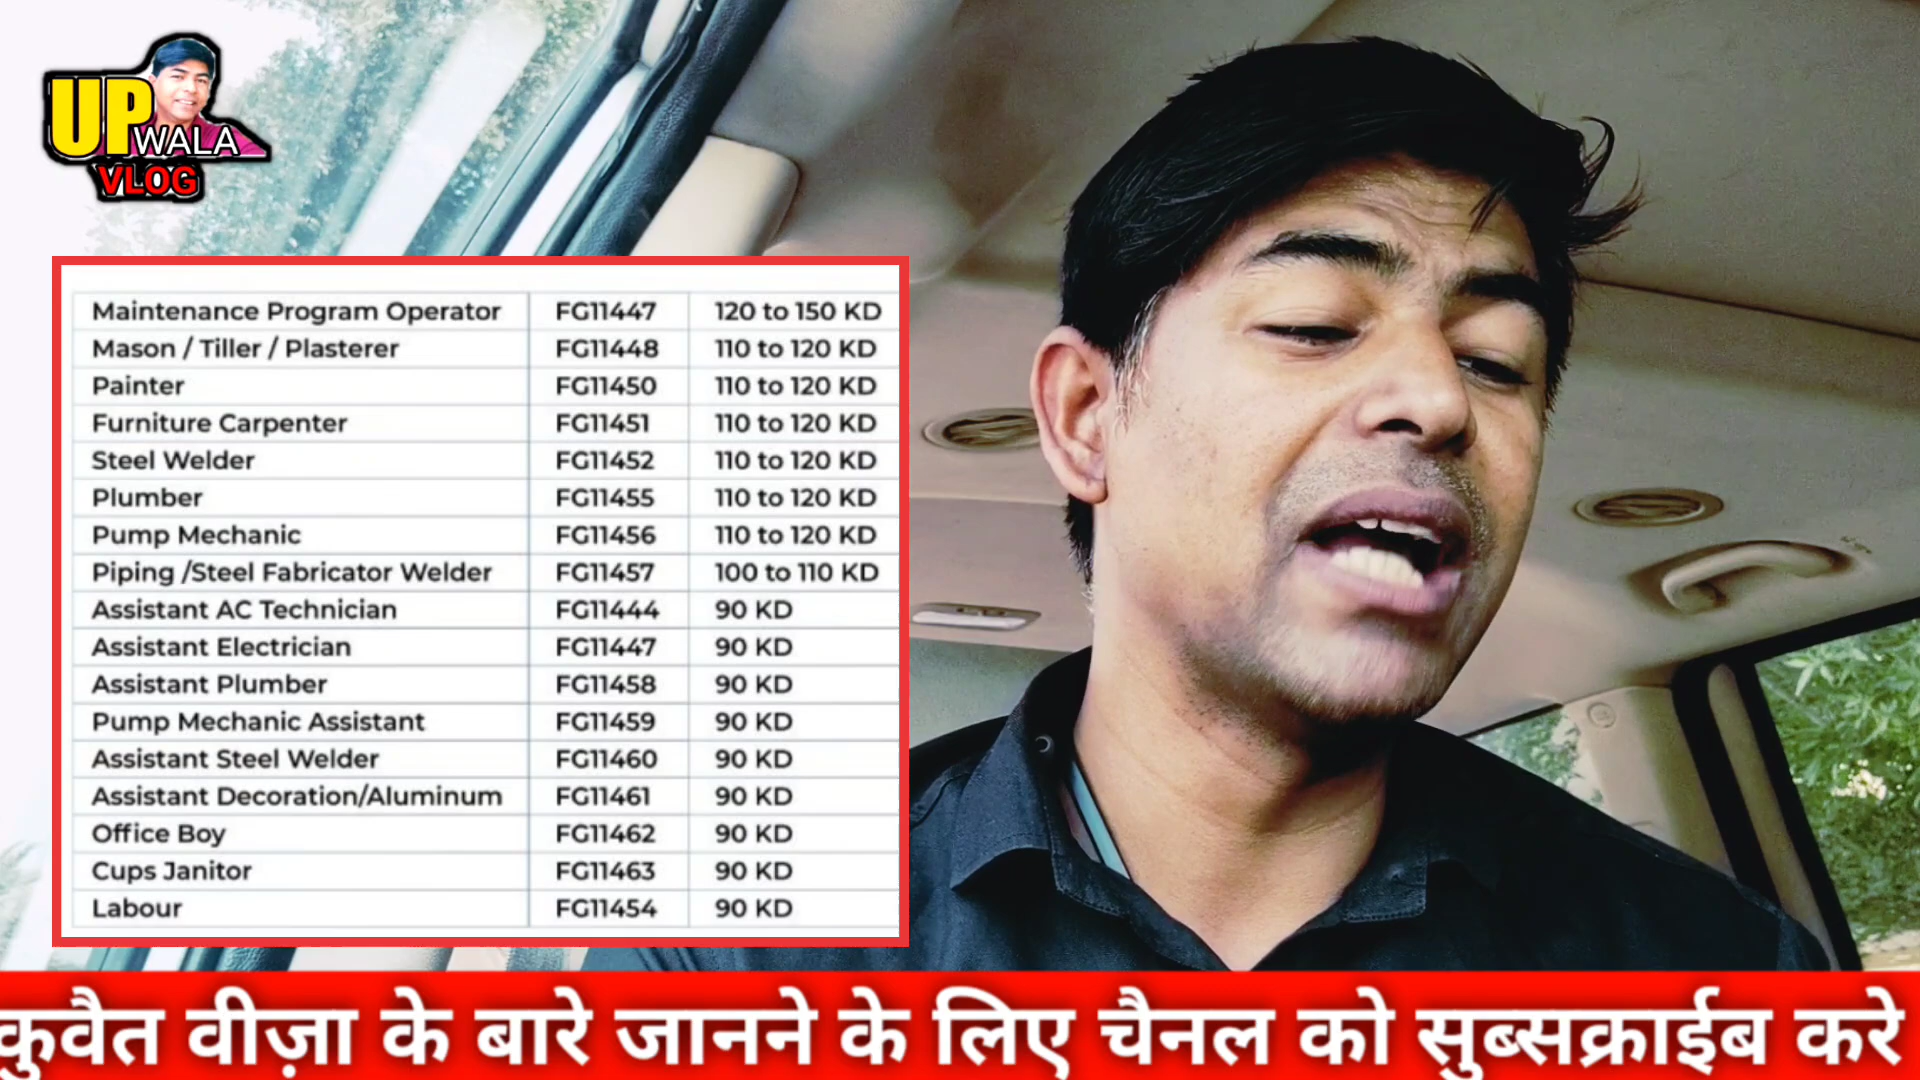 UP
WALA
VLOG
Maintenance Program Operator FG11447 120 to 150 KD
Mason / Tiller / Plasterer FG11448 110 to 120 KD
Painter FG11450 110 to 120 KD
Furniture Carpenter FG11451 110 to 120 KD
Steel Welder FG11452 110 to 120 KD
Plumber FG11455 110 to 120 KD
Pump Mechanic FG11456 110 to 120 KD
Piping /Steel Fabricator Welder FG11457 100 to 110 KD
Assistant AC Technician FG11444 90 KD
Assistant Electrician FG11447 90 KD
Assistant Plumber FG11458 90 KD
Pump Mechanic Assistant FG11459 90 KD
Assistant Steel Welder FG11460 90 KD
Assistant Decoration/Aluminum FG11461 90 KD
Office Boy FG11462 90 KD
Cups Janitor FG11463 90 KD
Labour FG11454 90 KD
कुवैत वीज़ा के बारे जानने के लिए चैनल को सुब्सक्राईब करे